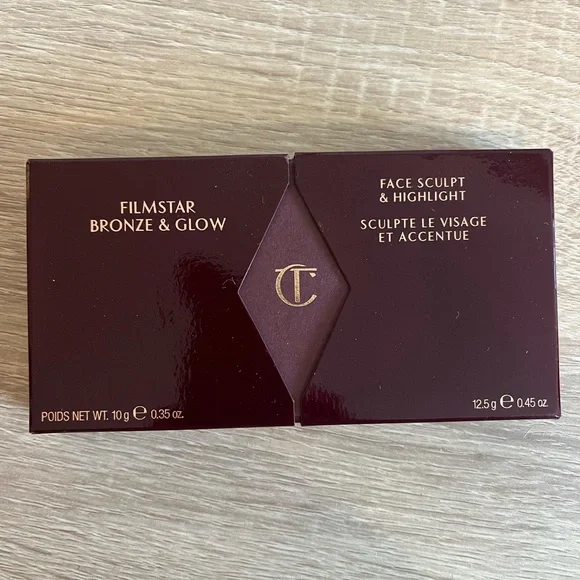 FILMSTAR
BRONZE & GLOW
FACE SCULPT
& HIGHLIGHT
SCULPTE LE VISAGE
ET ACCENTUE
CT
POIDS NET WT. 10 g ℮ 0.35 oz.
12.5 g ℮ 0.45 oz.